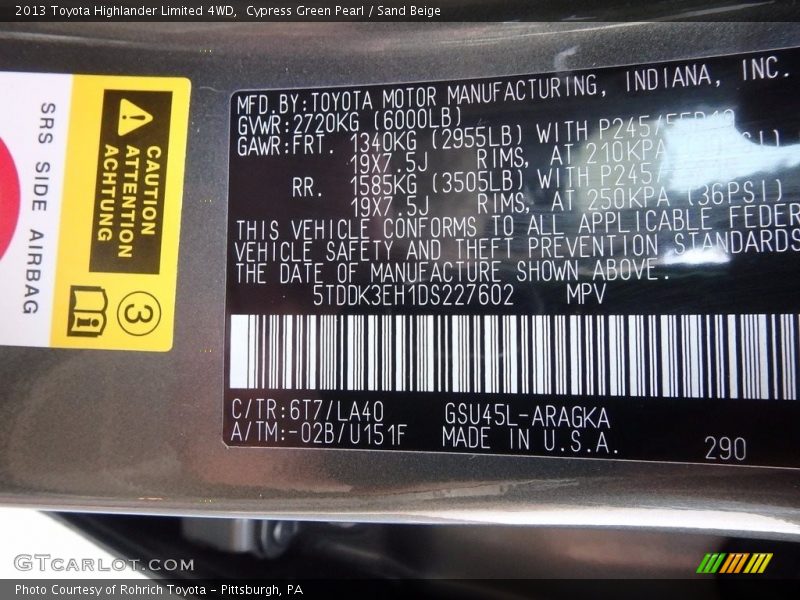 2013 Toyota Highlander Limited 4WD,  Cypress Green Pearl / Sand Beige
SRS SIDE AIRBAG
CAUTION
ATTENTION
ACHTUNG
3
MFD.BY:TOYOTA MOTOR MANUFACTURING, INDIANA, INC.
GVWR:2720KG (6000LB)
GAWR:FRT. 1340KG (2955LB) WITH
19X7.5J RIMS, AT 210KPA
RR. 1585KG (3505LB) WITH
19X7.5J RIMS, AT 250KPA (36PSI)
THIS VEHICLE CONFORMS TO ALL APPLICABLE FEDER
VEHICLE SAFETY AND THEFT PREVENTION STANDARDS
THE DATE OF MANUFACTURE SHOWN ABOVE.
5TDDK3EH1DS227602 MPV
C/TR:6T7/LA40 GSU45L-ARAGKA
A/TM:-02B/U151F MADE IN U.S.A.
290
GTCARLOT.COM
Photo Courtesy of Rohrich Toyota - Pittsburgh, PA